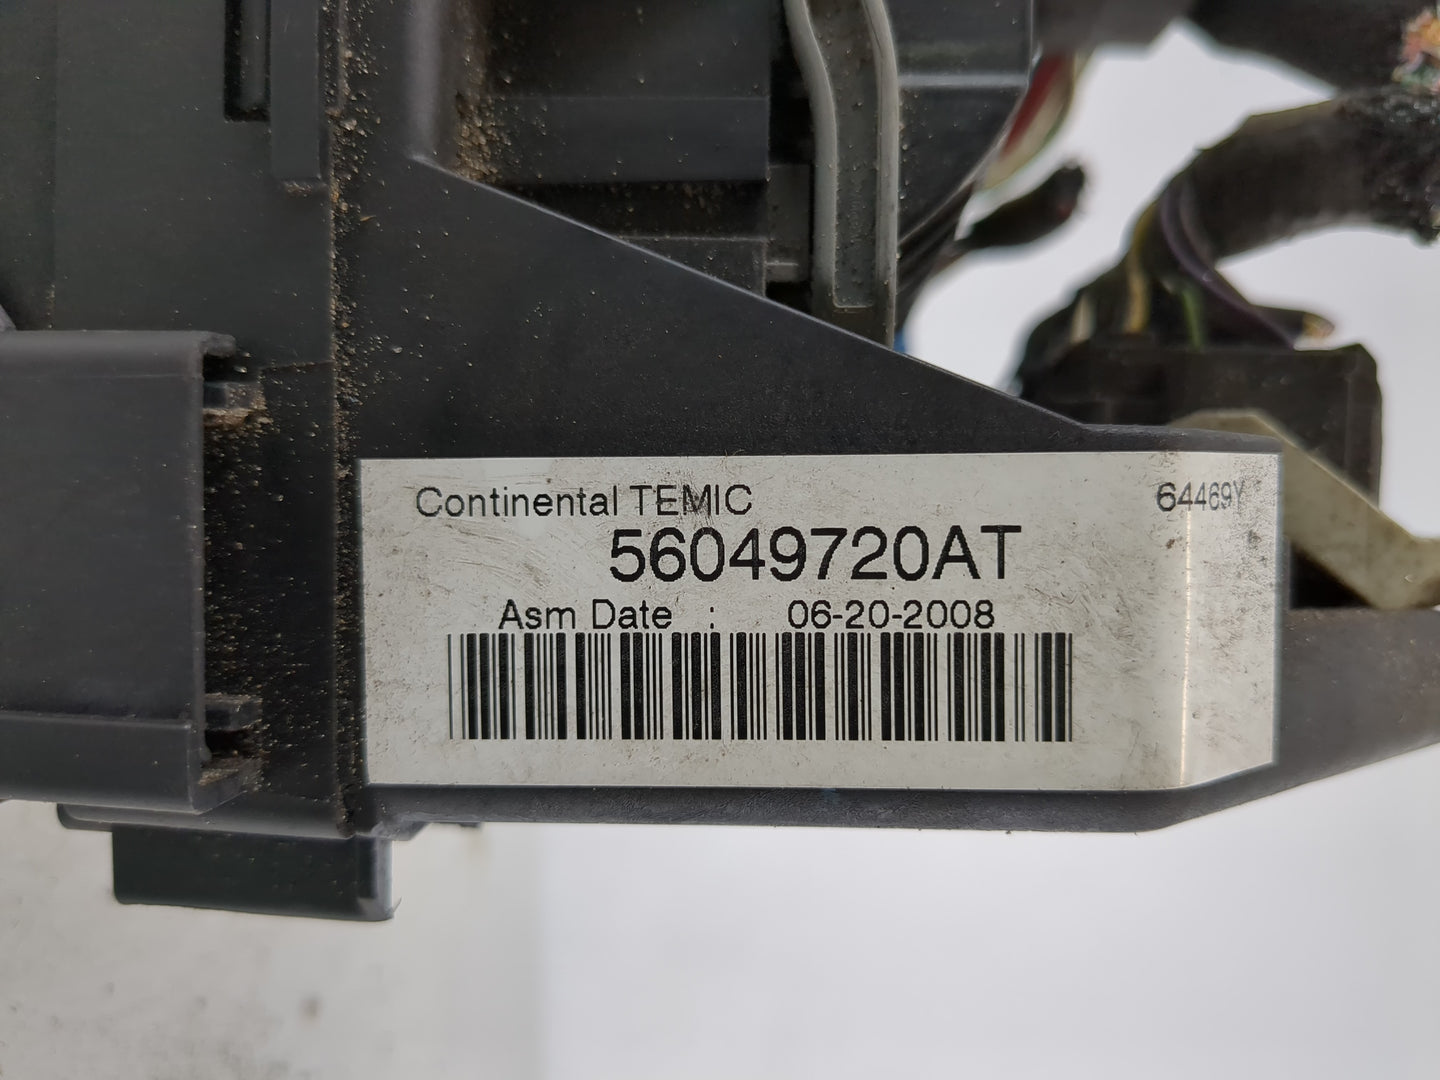 Continental TEMIC 64469Y
56049720AT
Asm Date : 06-20-2008